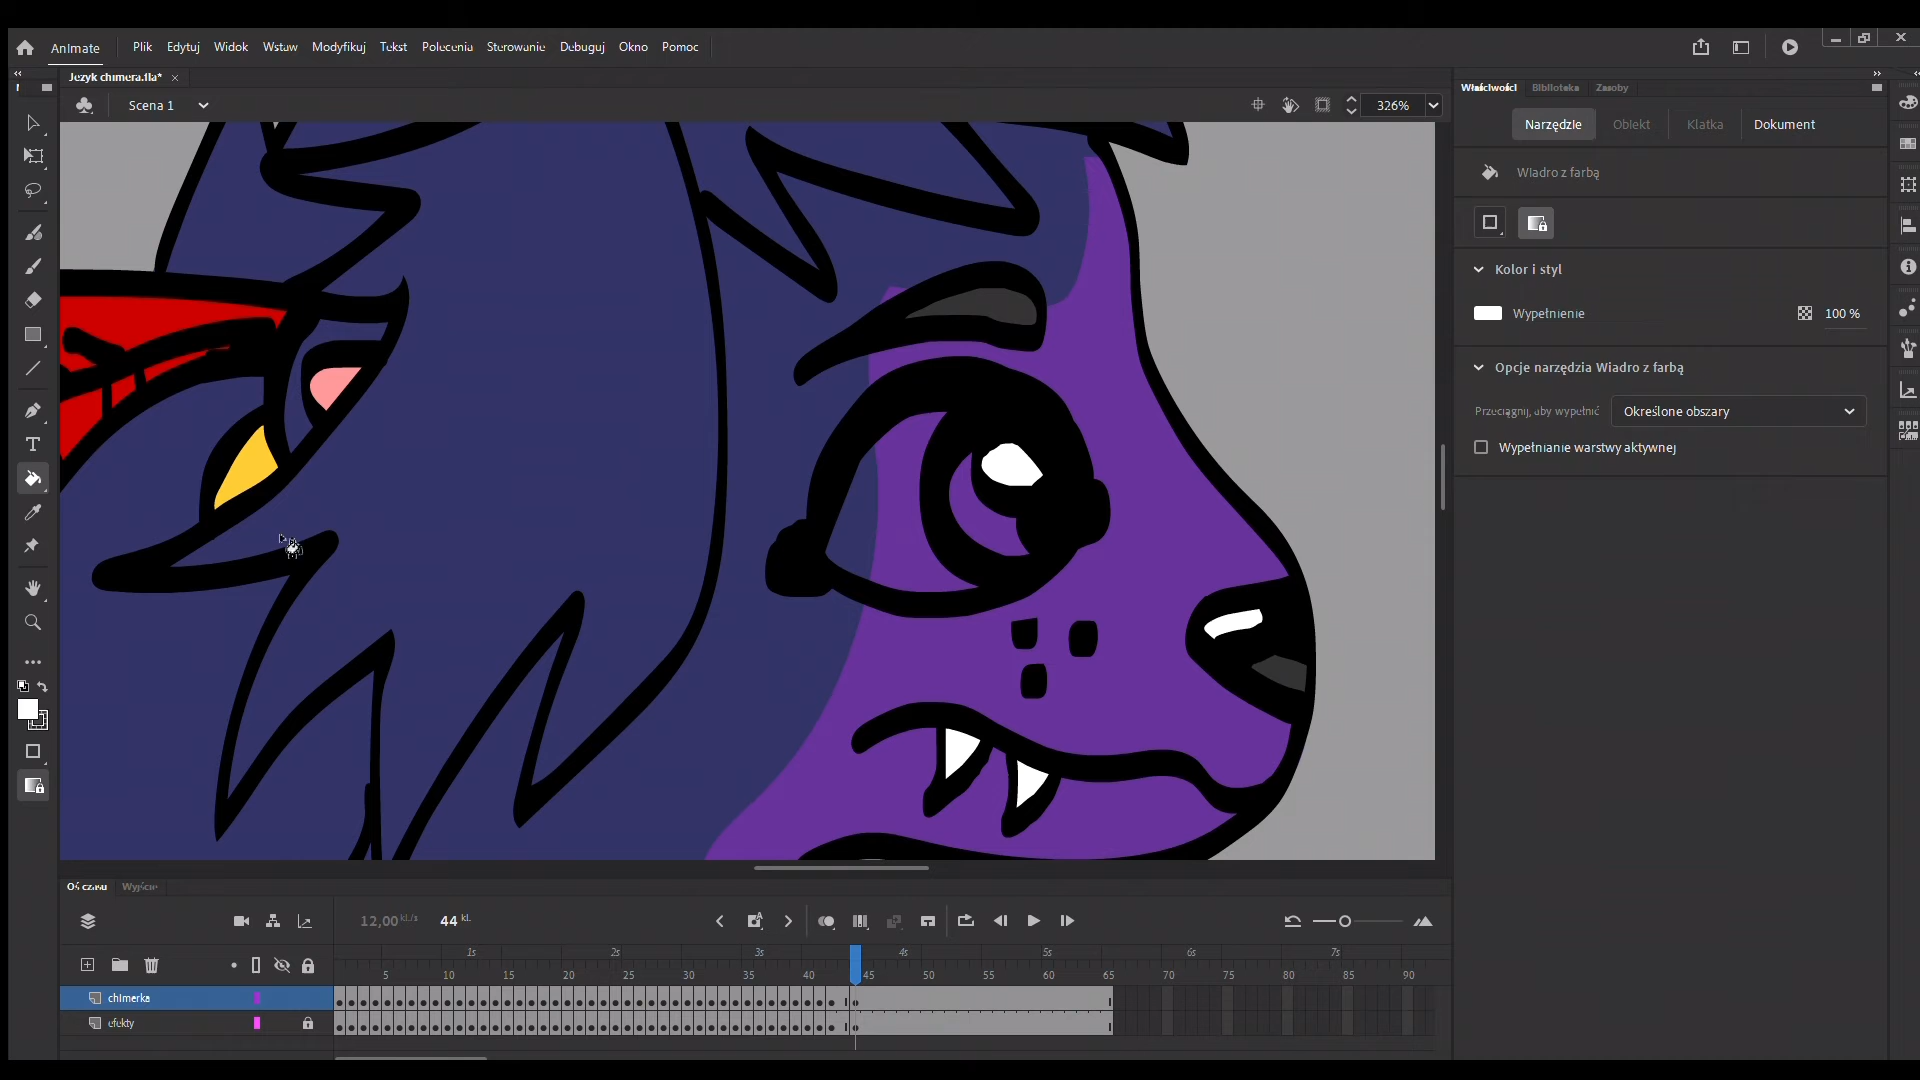 Animate Plik Edytuj Widok Wstaw Modyfikuj Tekst Polecenia Sterowanie Debuguj Okno Pomoc
Jezyk chimera.fla*
Scena 1 326%
Właściwości Biblioteka Zasoby
Narzędzie Obiekt Klatka Dokument
Wiadro z farbą
Kolor i styl
Wypełnienie 100 %
Opcje narzędzia Wiadro z farbą
Przeciągnij, aby wypełnić Określone obszary
Wypełnianie warstwy aktywnej
Oś czasu Wyjście
12,00 kl./s 44 kl.
1s 2s 3s 4s 5s 6s 7s
5 10 15 20 25 30 35 40 45 50 55 60 65 70 75 80 85 90
chimerka
efekty